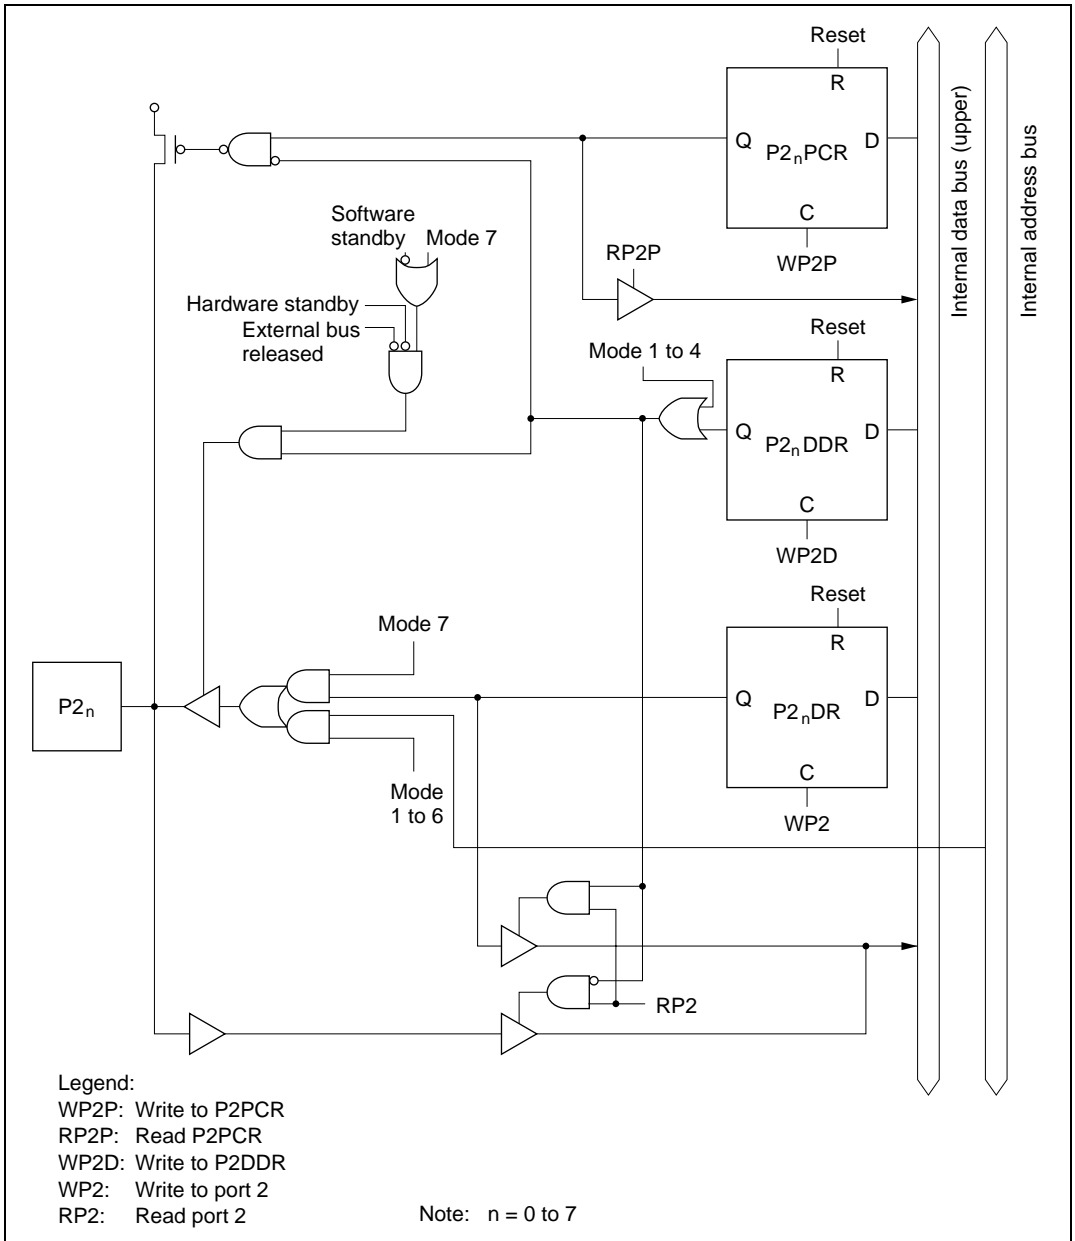 Reset
R
Q P2nPCR D
C
WP2P
Internal data bus (upper)
Internal address bus
Software
standby
Mode 7
RP2P
Hardware standby
External bus
released
Reset
Mode 1 to 4
R
Q P2nDDR D
C
WP2D
Reset
Mode 7
R
P2n
Q P2nDR D
C
Mode
1 to 6
WP2
RP2
Legend:
WP2P: Write to P2PCR
RP2P: Read P2PCR
WP2D: Write to P2DDR
WP2: Write to port 2
RP2: Read port 2
Note: n = 0 to 7